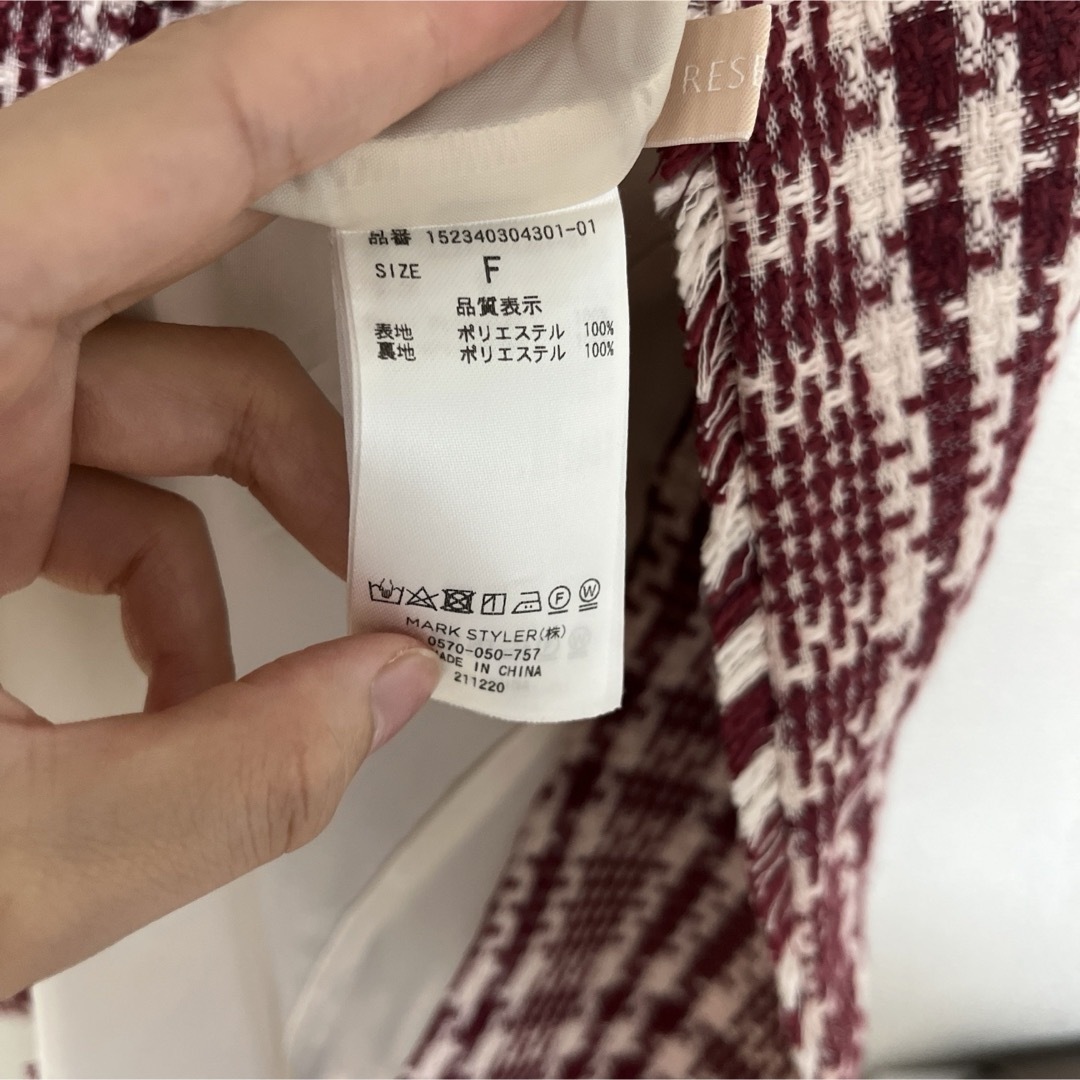 RESE
品番 152340304301-01
SIZE F
品質表示
表地 ポリエステル 100%
裏地 ポリエステル 100%
F W
MARK STYLER(株)
0570-050-757
MADE IN CHINA
211220